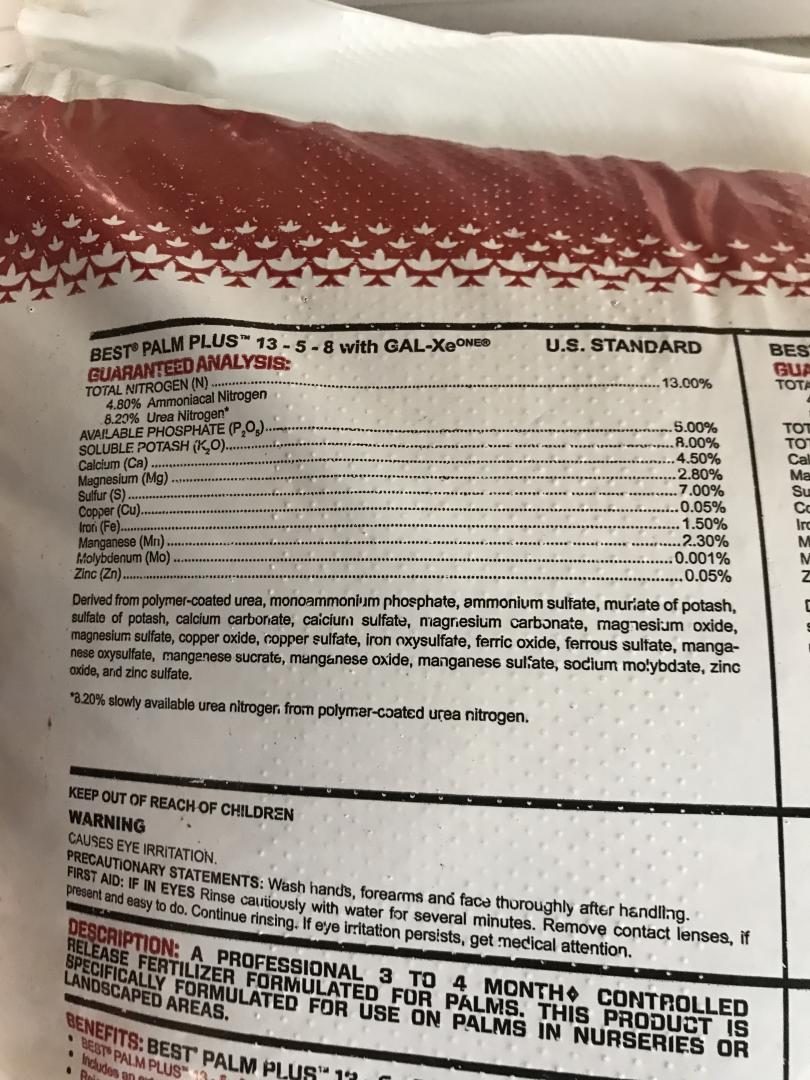 BEST® PALM PLUS™ 13 - 5 - 8 with GAL-XeONE® U.S. STANDARD
GUARANTEED ANALYSIS:
TOTAL NITROGEN (N) 13.00%
4.80% Ammoniacal Nitrogen
8.20% Urea Nitrogen*
AVAILABLE PHOSPHATE (P₂O₅) 5.00%
SOLUBLE POTASH (K₂O) 8.00%
Calcium (Ca) 4.50%
Magnesium (Mg) 2.80%
Sulfur (S) 7.00%
Copper (Cu) 0.05%
Iron (Fe) 1.50%
Manganese (Mn) 2.30%
Molybdenum (Mo) 0.001%
Zinc (Zn) 0.05%
Derived from polymer-coated urea, monoammonium phosphate, ammonium sulfate, muriate of potash,
sulfate of potash, calcium carbonate, calcium sulfate, magnesium carbonate, magnesium oxide,
magnesium sulfate, copper oxide, copper sulfate, iron oxysulfate, ferric oxide, ferrous sulfate, manga-
nese oxysulfate, manganese sucrate, manganese oxide, manganese sulfate, sodium molybdate, zinc
oxide, and zinc sulfate.
*8.20% slowly available urea nitrogen from polymer-coated urea nitrogen.
KEEP OUT OF REACH OF CHILDREN
WARNING
CAUSES EYE IRRITATION.
PRECAUTIONARY STATEMENTS: Wash hands, forearms and face thoroughly after handling.
FIRST AID: IF IN EYES Rinse cautiously with water for several minutes. Remove contact lenses, if
present and easy to do. Continue rinsing. If eye irritation persists, get medical attention.
DESCRIPTION: A PROFESSIONAL 3 TO 4 MONTH♦ CONTROLLED
RELEASE FERTILIZER FORMULATED FOR PALMS. THIS PRODUCT IS
SPECIFICALLY FORMULATED FOR USE ON PALMS IN NURSERIES OR
LANDSCAPED AREAS.
BENEFITS: BEST® PALM PLUS™ 13
• BEST® PALM PLUS™ 13
• Includes an